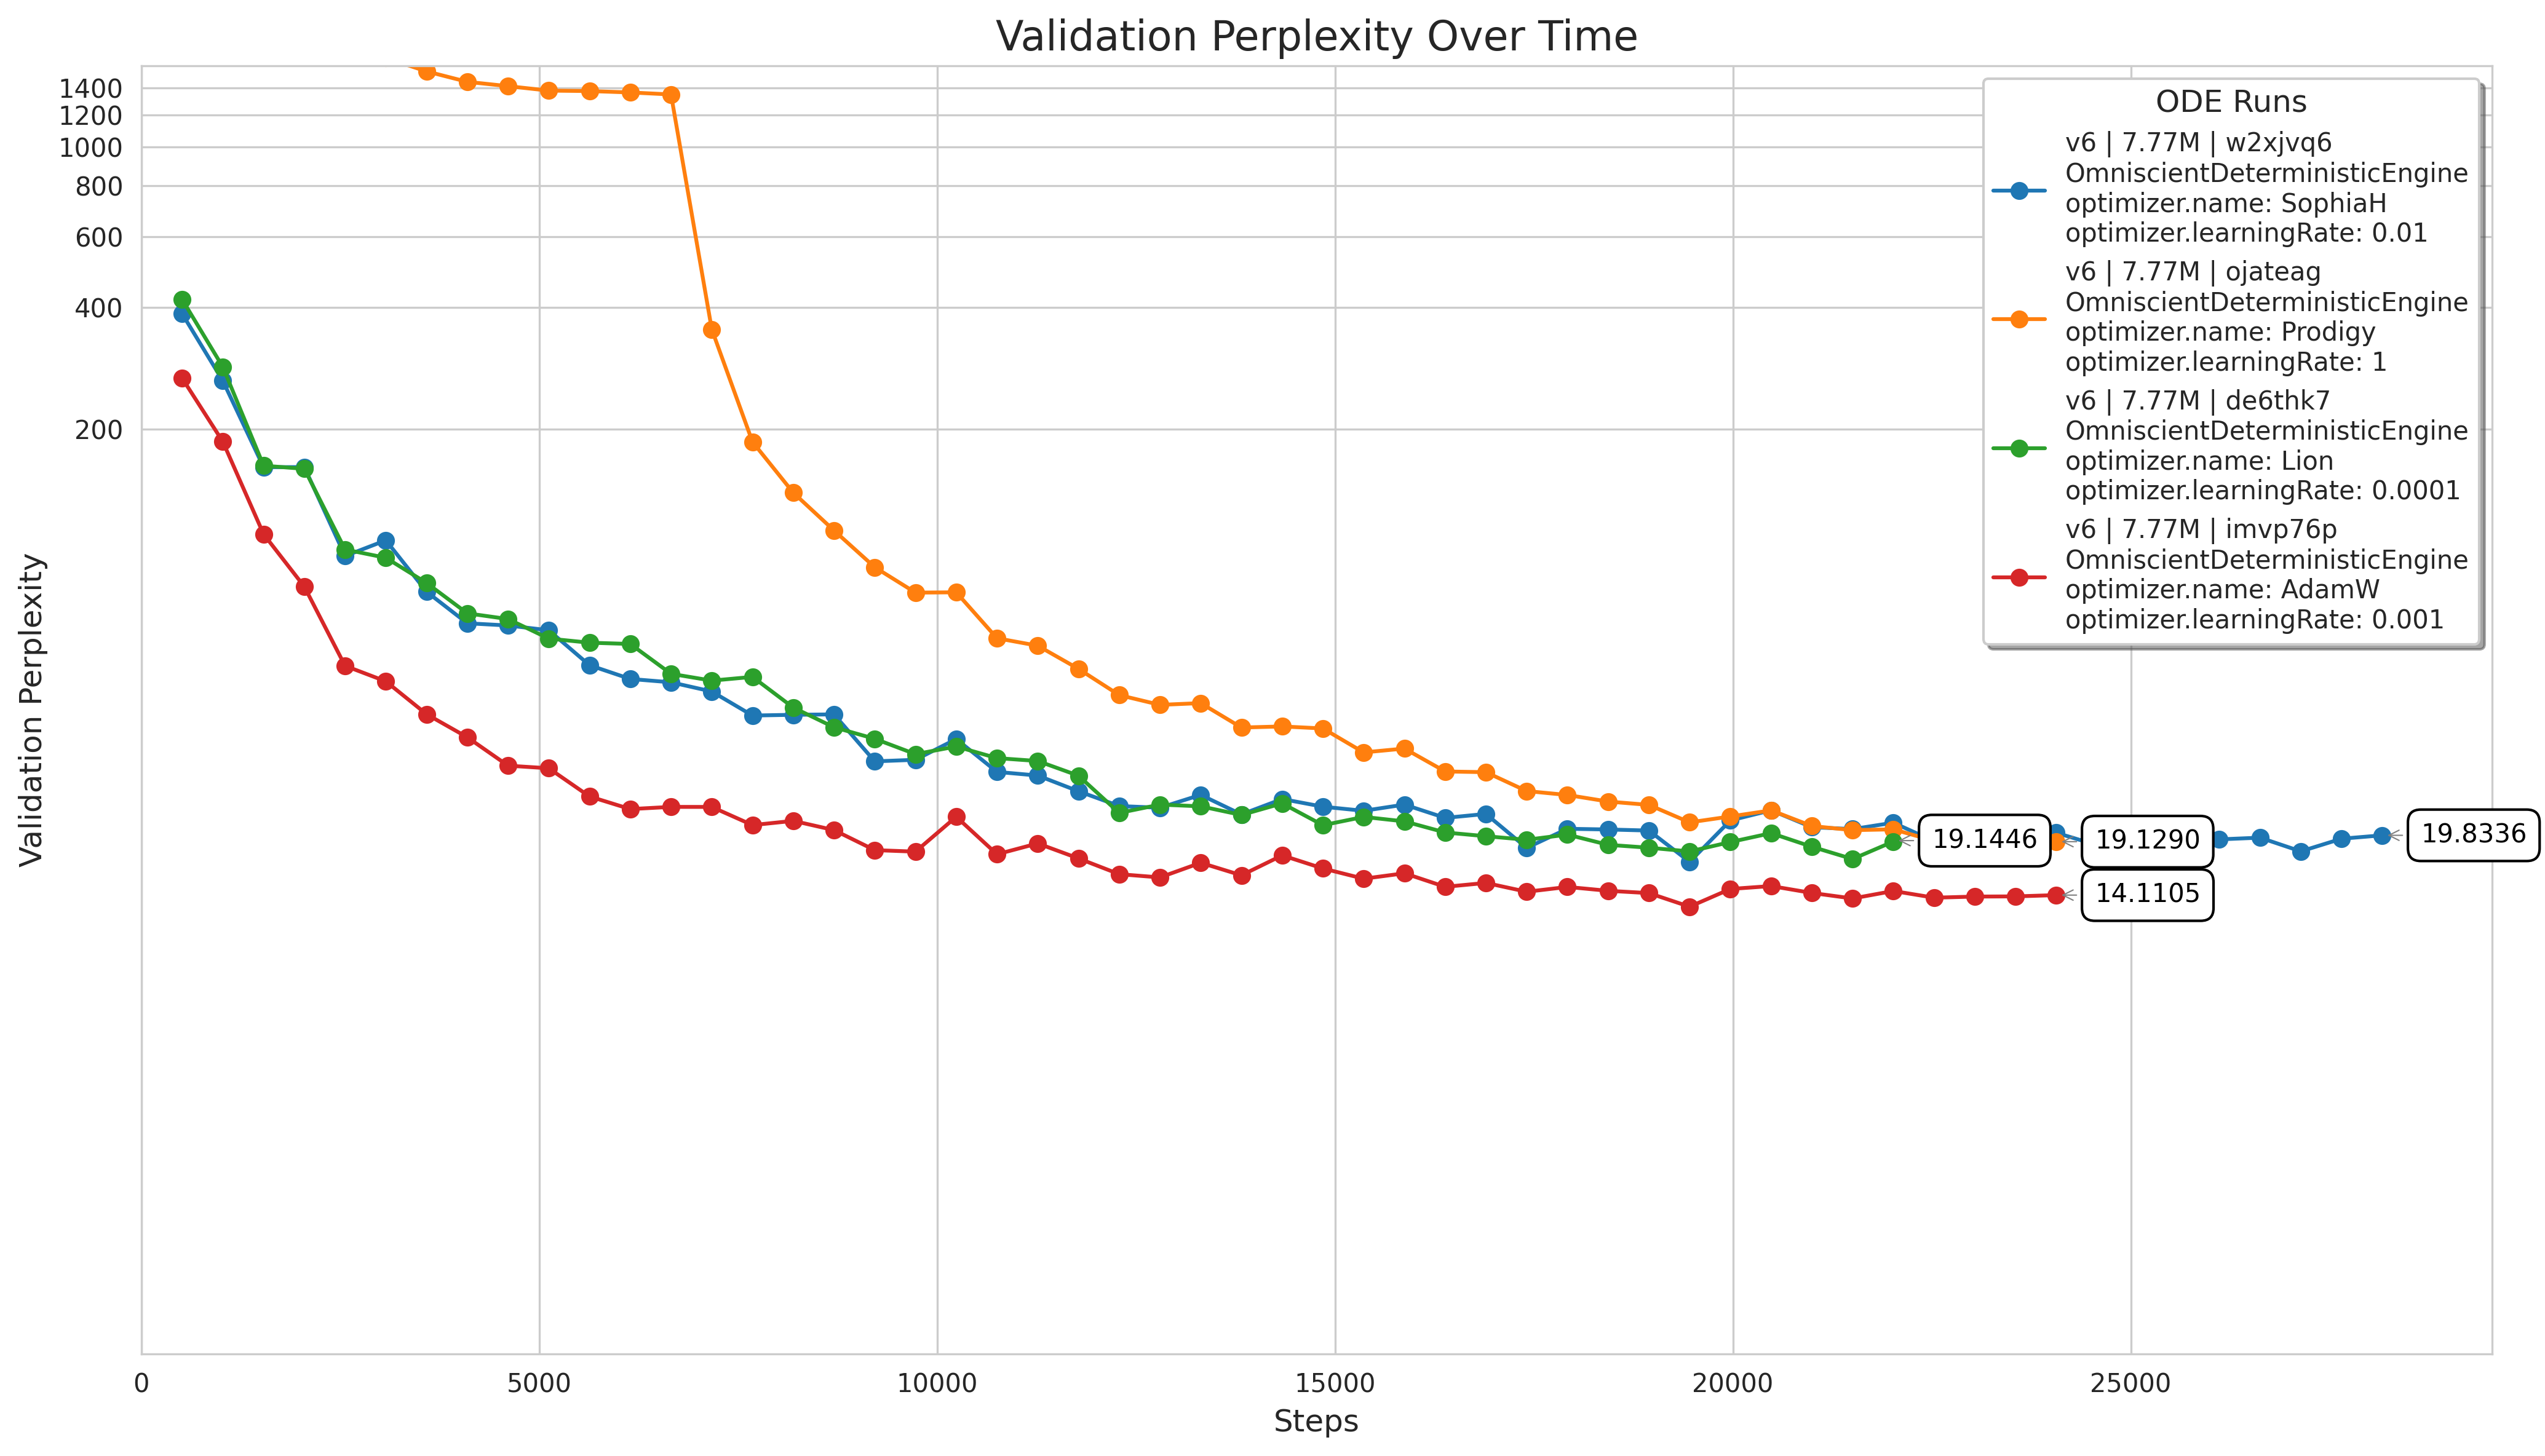 Validation Perplexity Over Time
1400
1200
1000
800
600
400
200
Validation Perplexity
ODE Runs
v6 | 7.77M | w2xjvq6
OmniscientDeterministicEngine
optimizer.name: SophiaH
optimizer.learningRate: 0.01
v6 | 7.77M | ojateag
OmniscientDeterministicEngine
optimizer.name: Prodigy
optimizer.learningRate: 1
v6 | 7.77M | de6thk7
OmniscientDeterministicEngine
optimizer.name: Lion
optimizer.learningRate: 0.0001
v6 | 7.77M | imvp76p
OmniscientDeterministicEngine
optimizer.name: AdamW
optimizer.learningRate: 0.001
19.1446
19.1290
19.8336
14.1105
0
5000
10000
15000
20000
25000
Steps